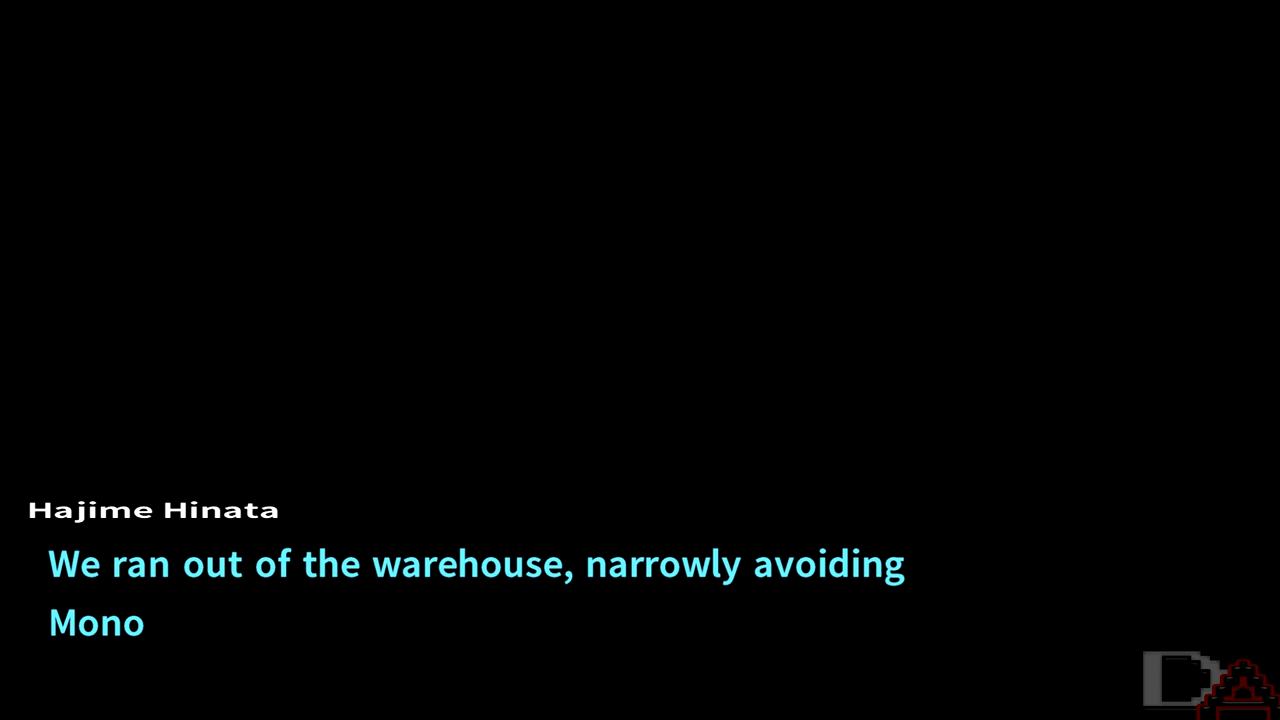 Hajime Hinata
We ran out of the warehouse, narrowly avoiding
Mono